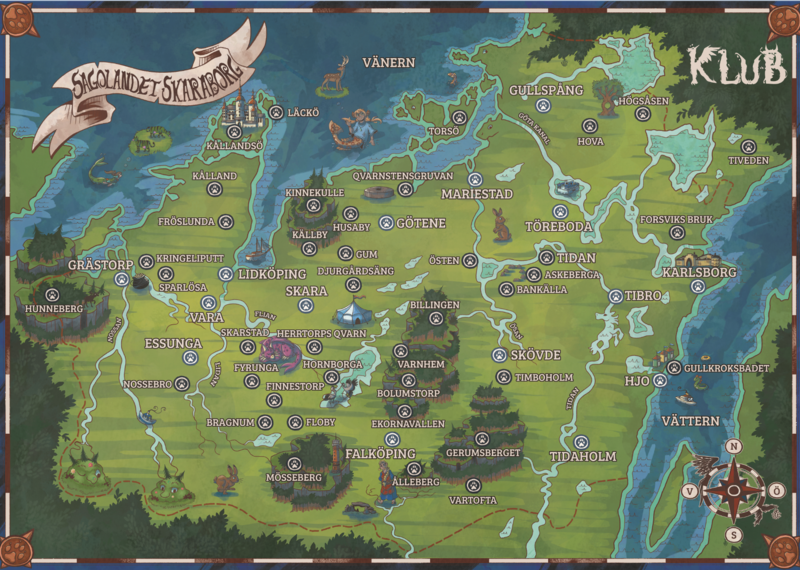 SAGOLANDET SKARABORG
KLUB
VÄNERN
GULLSPÅNG
HÖGSÅSEN
LÄCKÖ
KÅLLANDSÖ
TORSÖ
GÖTA KANAL
HOVA
TIVEDEN
KÅLLAND
KINNEKULLE
QVARNSTENSGRUVAN
MARIESTAD
FRÖSLUNDA
HUSABY
GÖTENE
TÖREBODA
FORSVIKS BRUK
KÄLLBY
GUM
KRINGELIPUTT
GRÄSTORP
SPARLÖSA
LIDKÖPING
DJURGÅRDSÄNG
ÖSTEN
TIDAN
ASKEBERGA
BANKÄLLA
KARLSBORG
HUNNEBERG
SKARA
VARA
TIBRO
FLIAN
BILLINGEN
NOSSAN
SKARSTAD
HERRTORPS QVARN
ÖSAN
ESSUNGA
FYRUNGA
HORNBORGA
VARNHEM
SKÖVDE
LIDAN
NOSSEBRO
FINNESTORP
BOLUMSTORP
TIMBOHOLM
HJO
GULLKROKSBADET
TIDAN
BRAGNUM
FLOBY
EKORNAVALLEN
VÄTTERN
FALKÖPING
GERUMSBERGET
TIDAHOLM
MÖSSEBERG
ÅLLEBERG
VARTOFTA
N
V
Ö
S